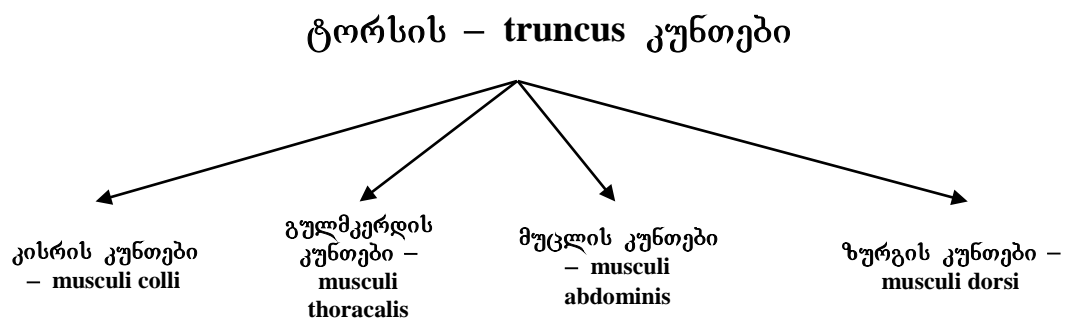 ტორსის – truncus კუნთები
კისრის კუნთები
– musculi colli
გულმკერდის
კუნთები –
musculi
thoracalis
მუცლის კუნთები
– musculi
abdominis
ზურგის კუნთები –
musculi dorsi